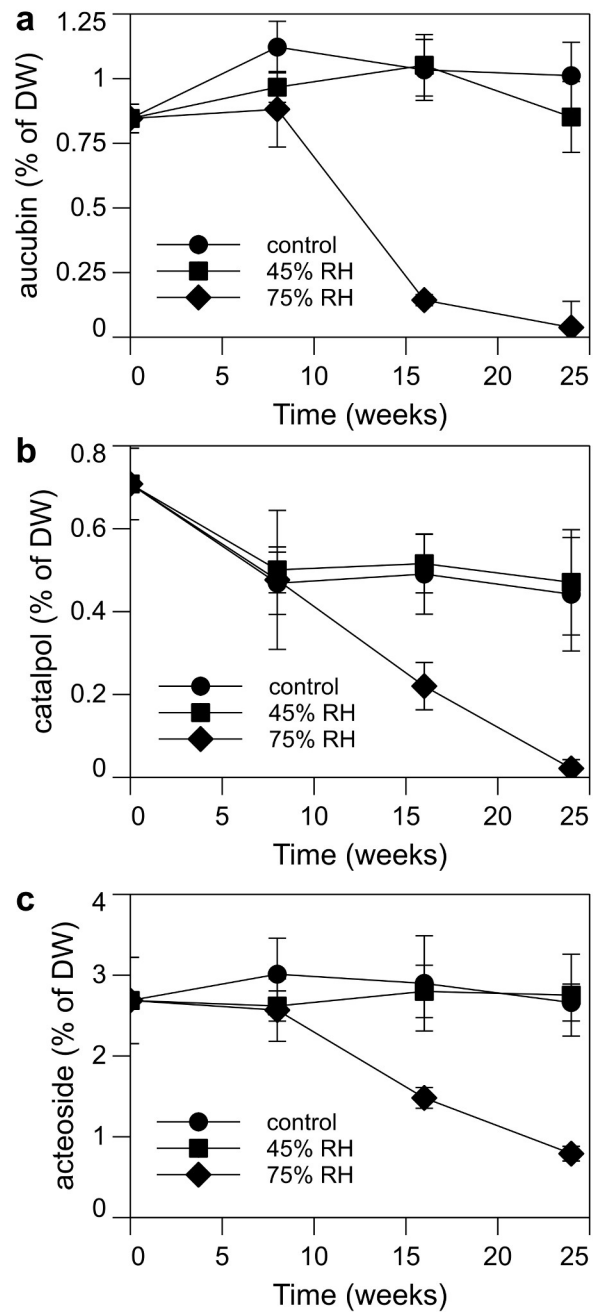 a
aucubin (% of DW)
1.25
1
0.75
0.5
0.25
0
control
45% RH
75% RH
0 5 10 15 20 25
Time (weeks)
b
catalpol (% of DW)
0.8
0.6
0.4
0.2
0
control
45% RH
75% RH
0 5 10 15 20 25
Time (weeks)
c
acteoside (% of DW)
4
3
2
1
0
control
45% RH
75% RH
0 5 10 15 20 25
Time (weeks)